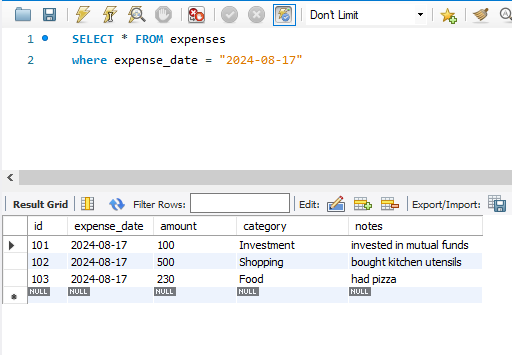 Don't Limit
1 SELECT * FROM expenses
2 where expense_date = "2024-08-17"
Result Grid Filter Rows: Edit: Export/Import:
id expense_date amount category notes
101 2024-08-17 100 Investment invested in mutual funds
102 2024-08-17 500 Shopping bought kitchen utensils
103 2024-08-17 230 Food had pizza
NULL NULL NULL NULL NULL